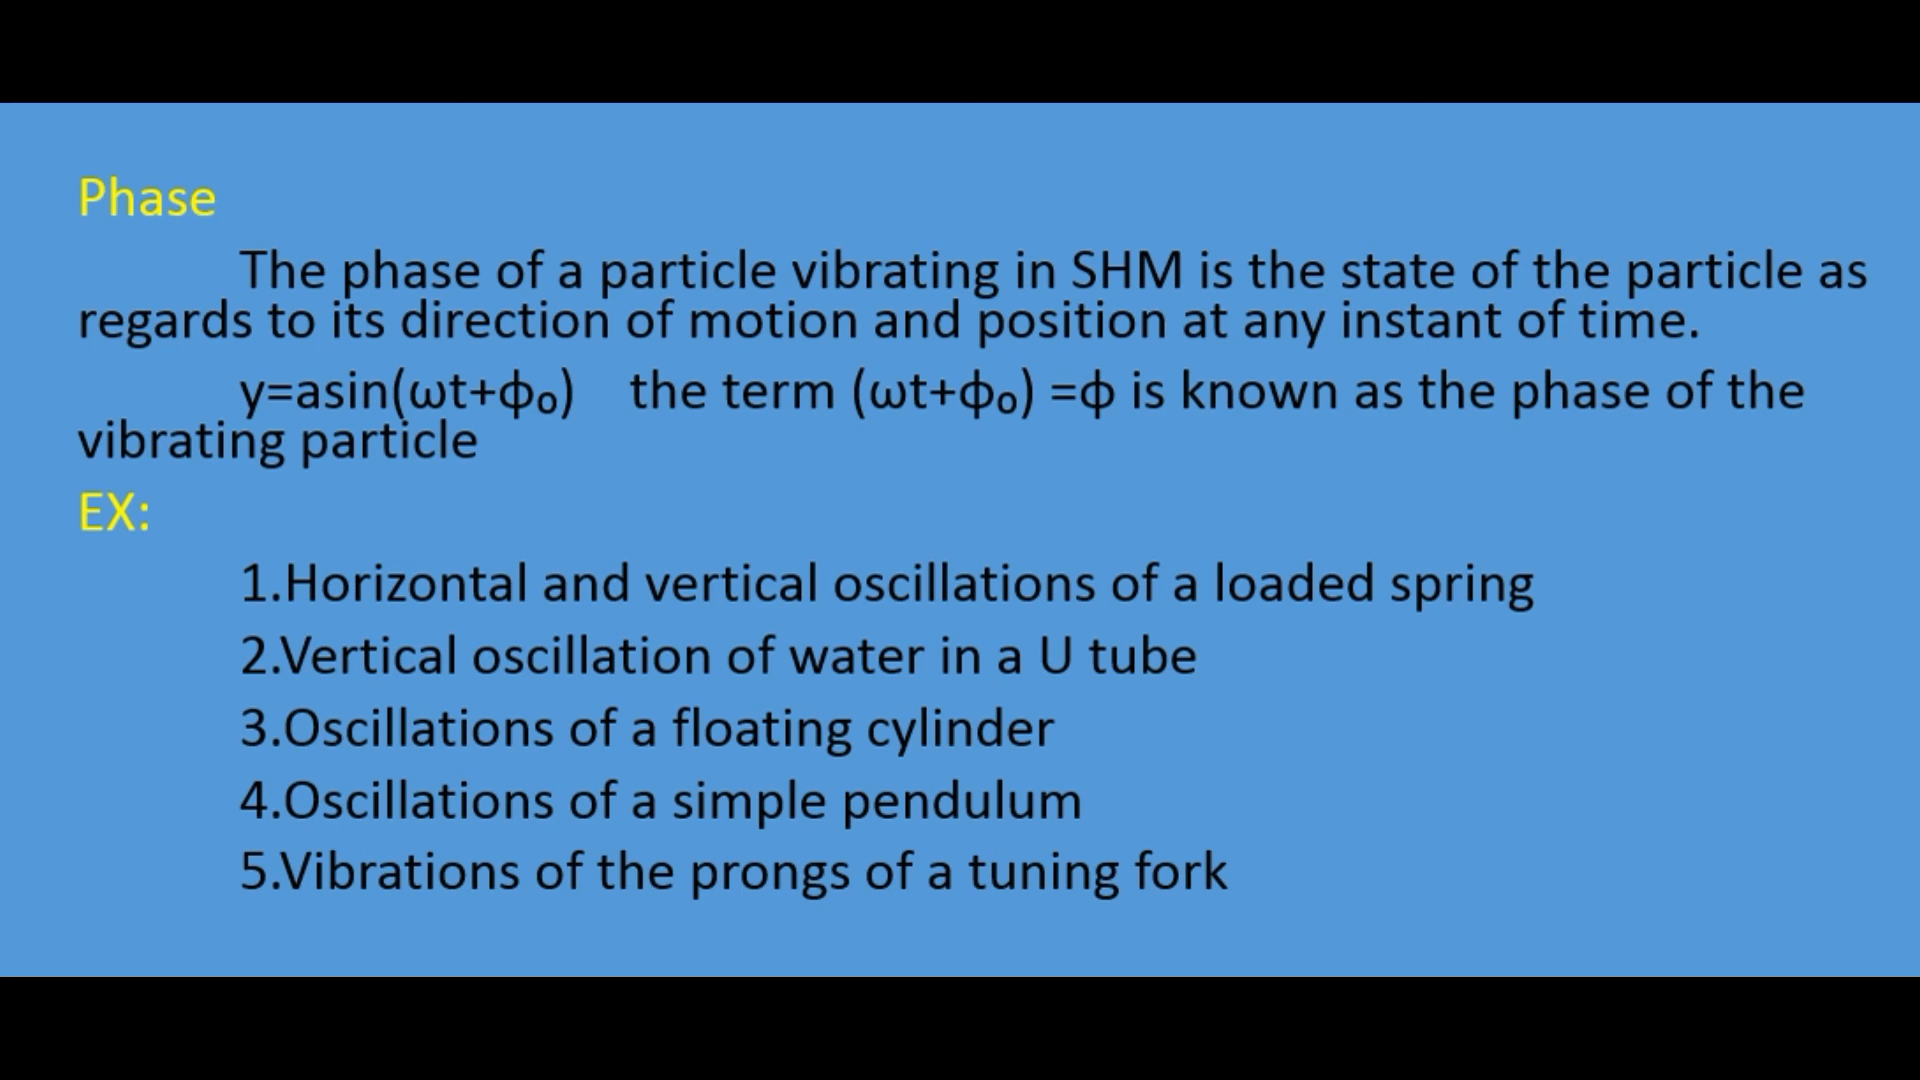 Phase
The phase of a particle vibrating in SHM is the state of the particle as
regards to its direction of motion and position at any instant of time.
y=asin(ωt+ϕ₀) the term (ωt+ϕ₀) =ϕ is known as the phase of the
vibrating particle
EX:
1.Horizontal and vertical oscillations of a loaded spring
2.Vertical oscillation of water in a U tube
3.Oscillations of a floating cylinder
4.Oscillations of a simple pendulum
5.Vibrations of the prongs of a tuning fork